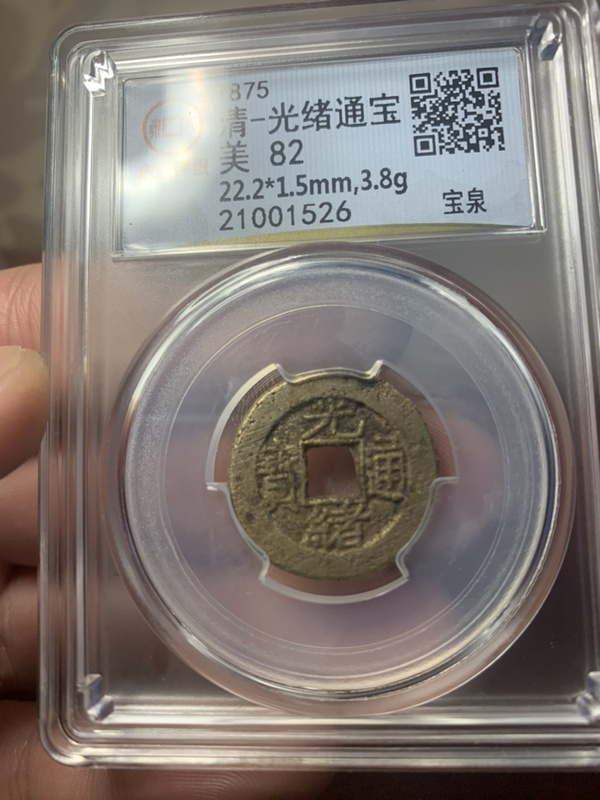 875
清-光绪通宝
美 82
22.2*1.5mm,3.8g
21001526
宝泉
光
通
緒
寶